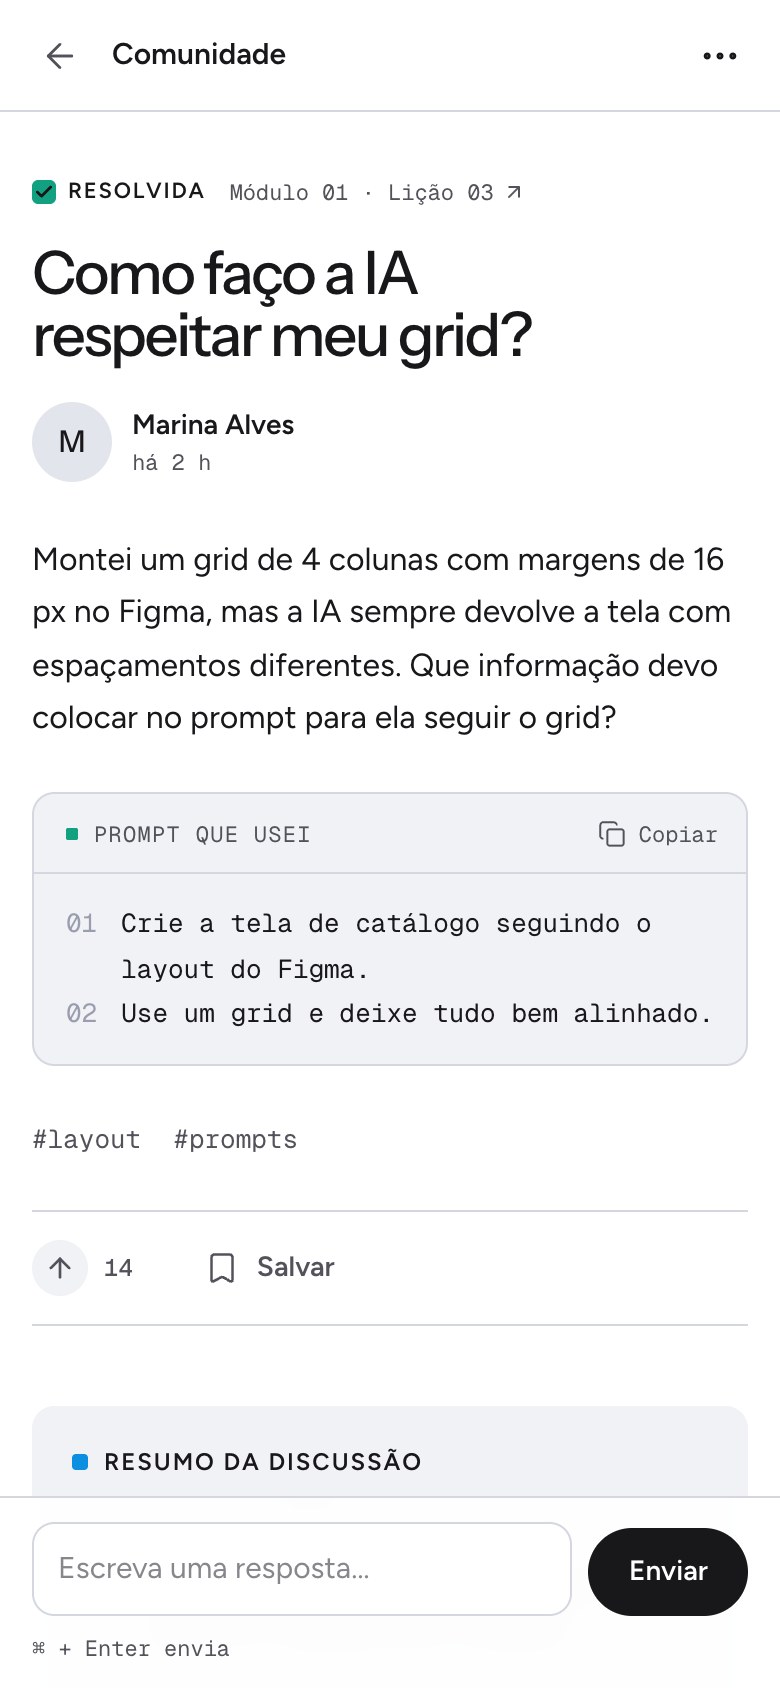 Comunidade
RESOLVIDA Módulo 01 · Lição 03 ↗
Como faço a IA
respeitar meu grid?
M
Marina Alves
há 2 h
Montei um grid de 4 colunas com margens de 16
px no Figma, mas a IA sempre devolve a tela com
espaçamentos diferentes. Que informação devo
colocar no prompt para ela seguir o grid?
PROMPT QUE USEI Copiar
01 Crie a tela de catálogo seguindo o
layout do Figma.
02 Use um grid e deixe tudo bem alinhado.
#layout #prompts
14 Salvar
RESUMO DA DISCUSSÃO
Escreva uma resposta... Enviar
⌘ + Enter envia